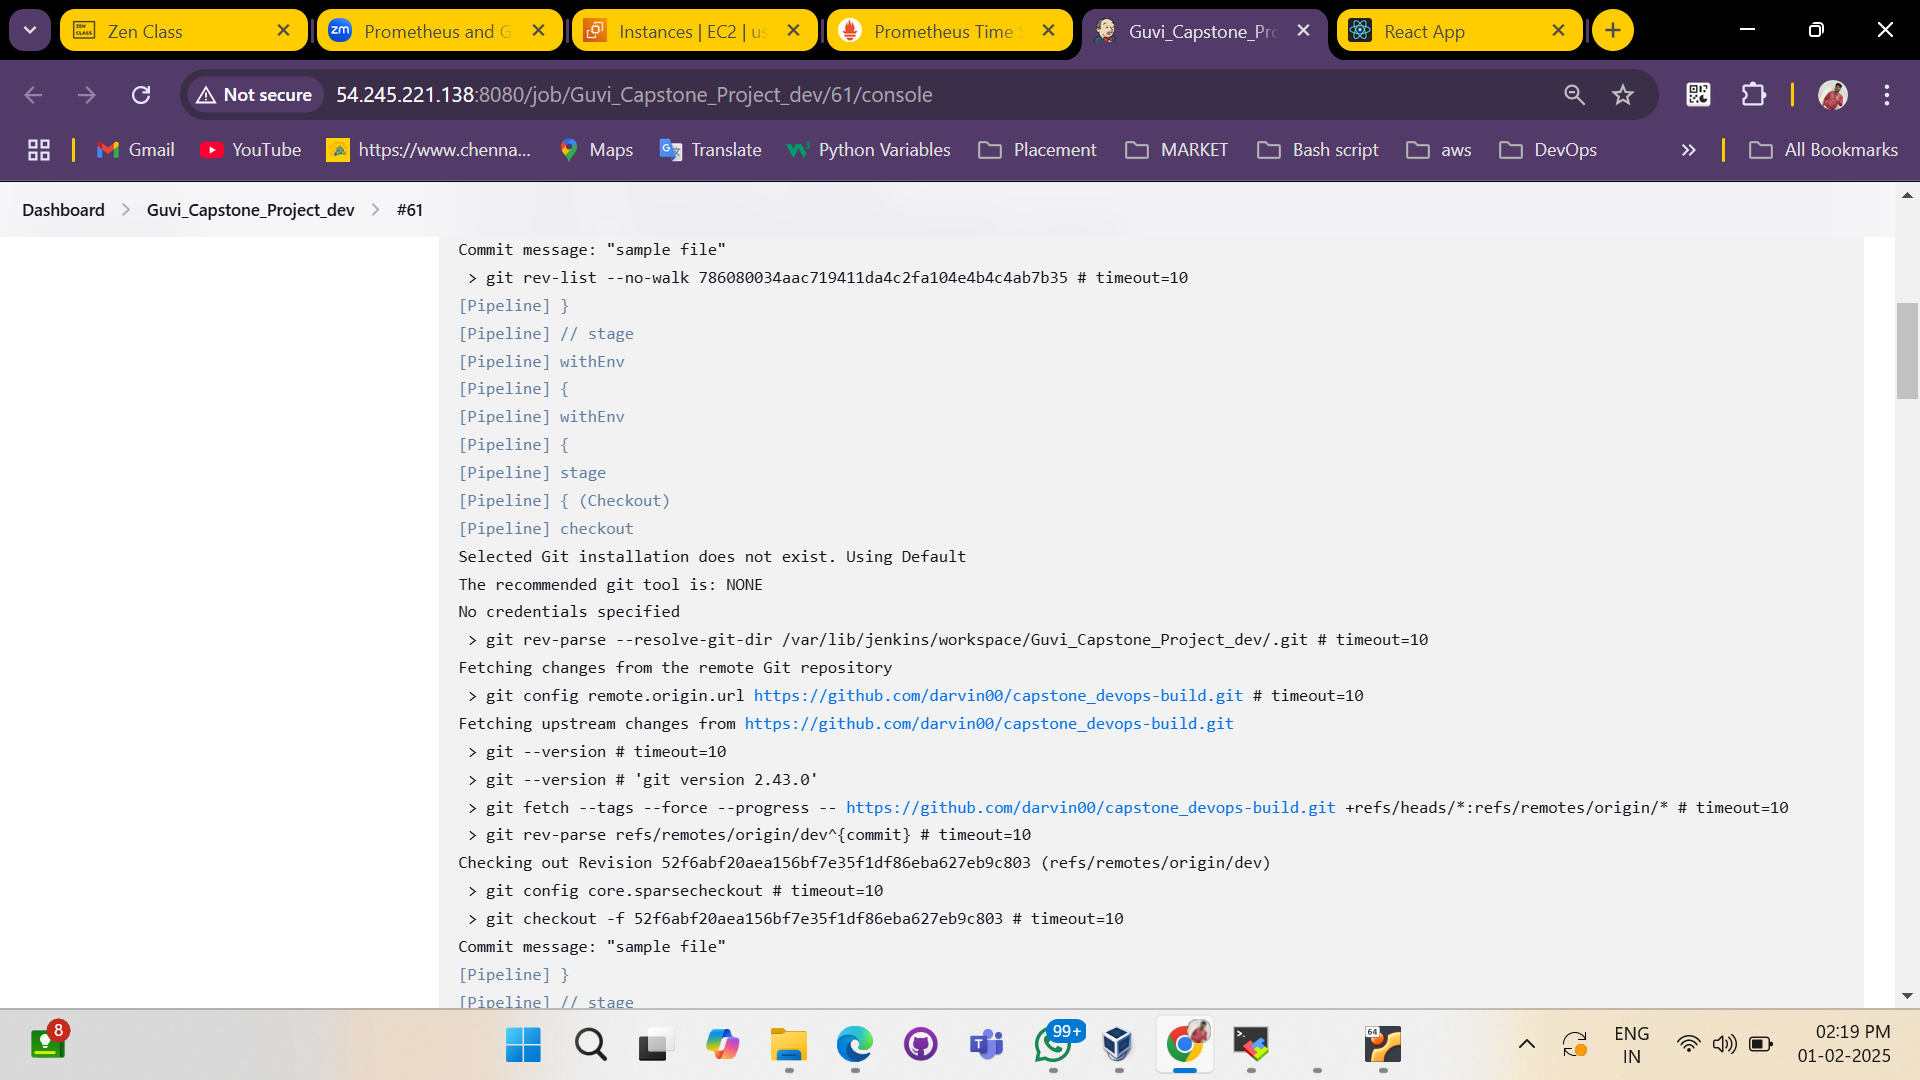 Zen Class
Prometheus and G
Instances | EC2 | us
Prometheus Time S
Guvi_Capstone_Pro
React App
Not secure
54.245.221.138:8080/job/Guvi_Capstone_Project_dev/61/console
Gmail
YouTube
https://www.chenna...
Maps
Translate
Python Variables
Placement
MARKET
Bash script
aws
DevOps
All Bookmarks
Dashboard > Guvi_Capstone_Project_dev > #61
Commit message: "sample file"
> git rev-list --no-walk 786080034aac719411da4c2fa104e4b4c4ab7b35 # timeout=10
[Pipeline] }
[Pipeline] // stage
[Pipeline] withEnv
[Pipeline] {
[Pipeline] withEnv
[Pipeline] {
[Pipeline] stage
[Pipeline] { (Checkout)
[Pipeline] checkout
Selected Git installation does not exist. Using Default
The recommended git tool is: NONE
No credentials specified
> git rev-parse --resolve-git-dir /var/lib/jenkins/workspace/Guvi_Capstone_Project_dev/.git # timeout=10
Fetching changes from the remote Git repository
> git config remote.origin.url https://github.com/darvin00/capstone_devops-build.git # timeout=10
Fetching upstream changes from https://github.com/darvin00/capstone_devops-build.git
> git --version # timeout=10
> git --version # 'git version 2.43.0'
> git fetch --tags --force --progress -- https://github.com/darvin00/capstone_devops-build.git +refs/heads/*:refs/remotes/origin/* # timeout=10
> git rev-parse refs/remotes/origin/dev^{commit} # timeout=10
Checking out Revision 52f6abf20aea156bf7e35f1df86eba627eb9c803 (refs/remotes/origin/dev)
> git config core.sparsecheckout # timeout=10
> git checkout -f 52f6abf20aea156bf7e35f1df86eba627eb9c803 # timeout=10
Commit message: "sample file"
[Pipeline] }
[Pipeline] // stage
8
99+
64
ENG
IN
02:19 PM
01-02-2025